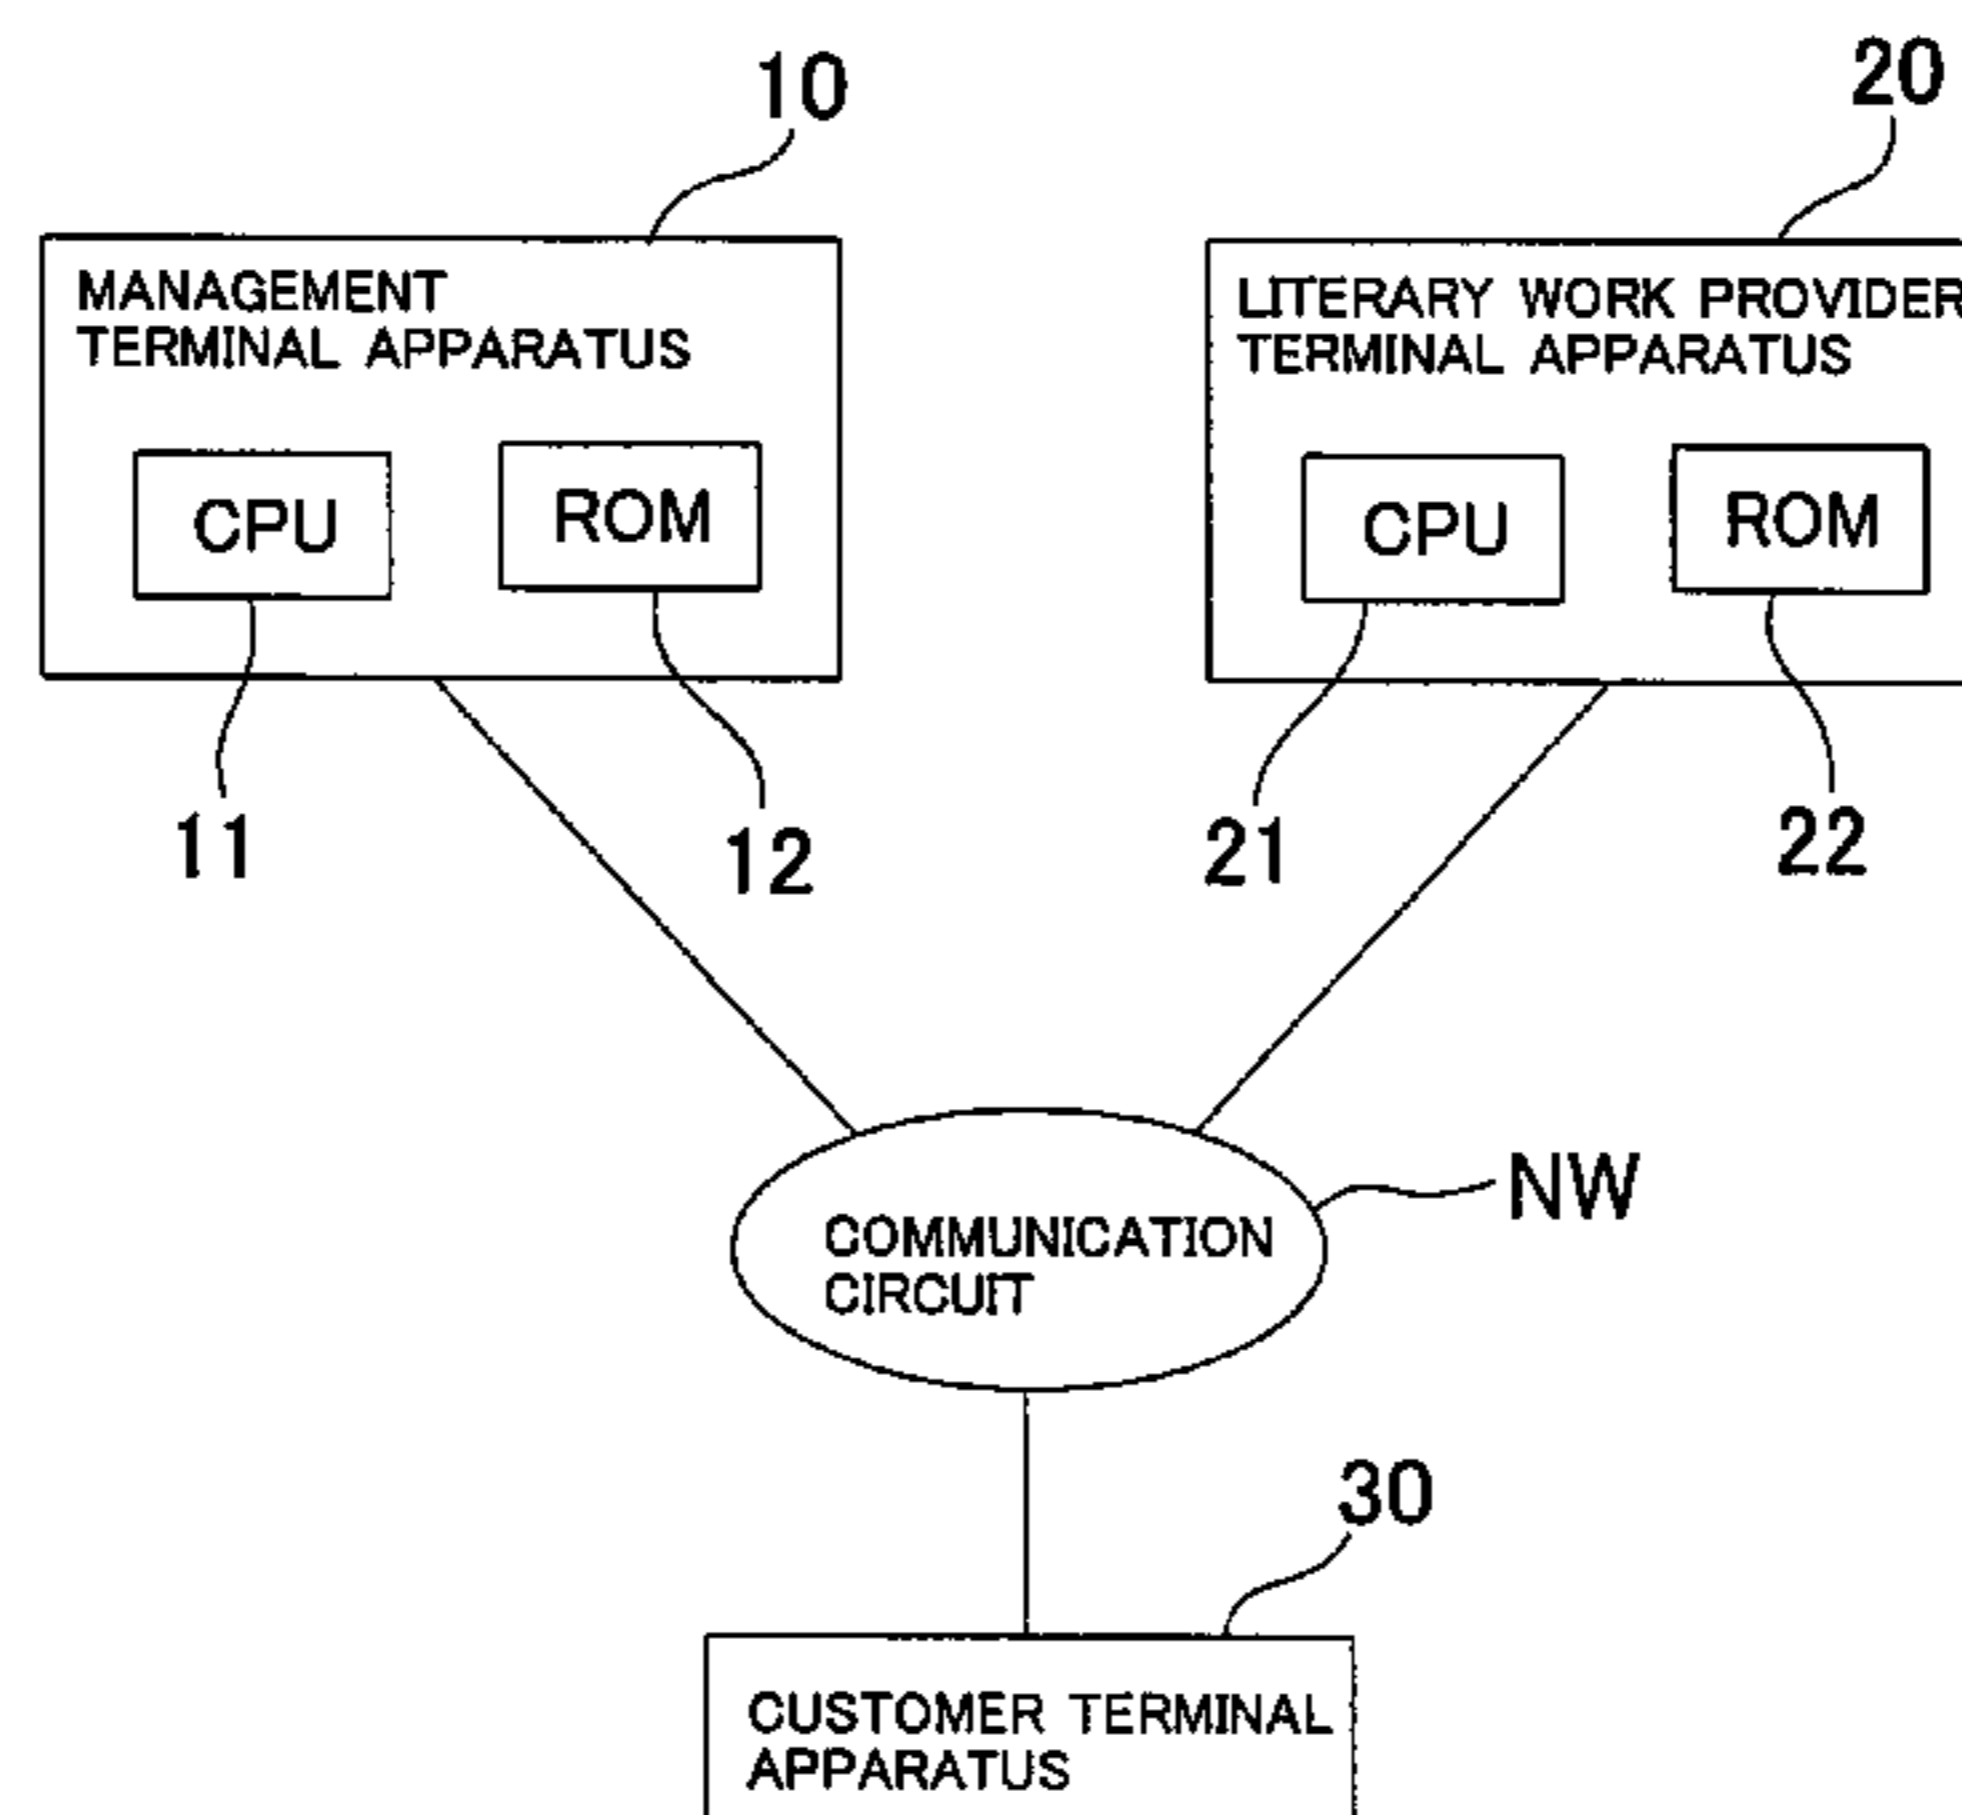 10
20
MANAGEMENT
TERMINAL APPARATUS
LITERARY WORK PROVIDER
TERMINAL APPARATUS
CPU
ROM
CPU
ROM
11
12
21
22
NW
COMMUNICATION
CIRCUIT
30
CUSTOMER TERMINAL
APPARATUS